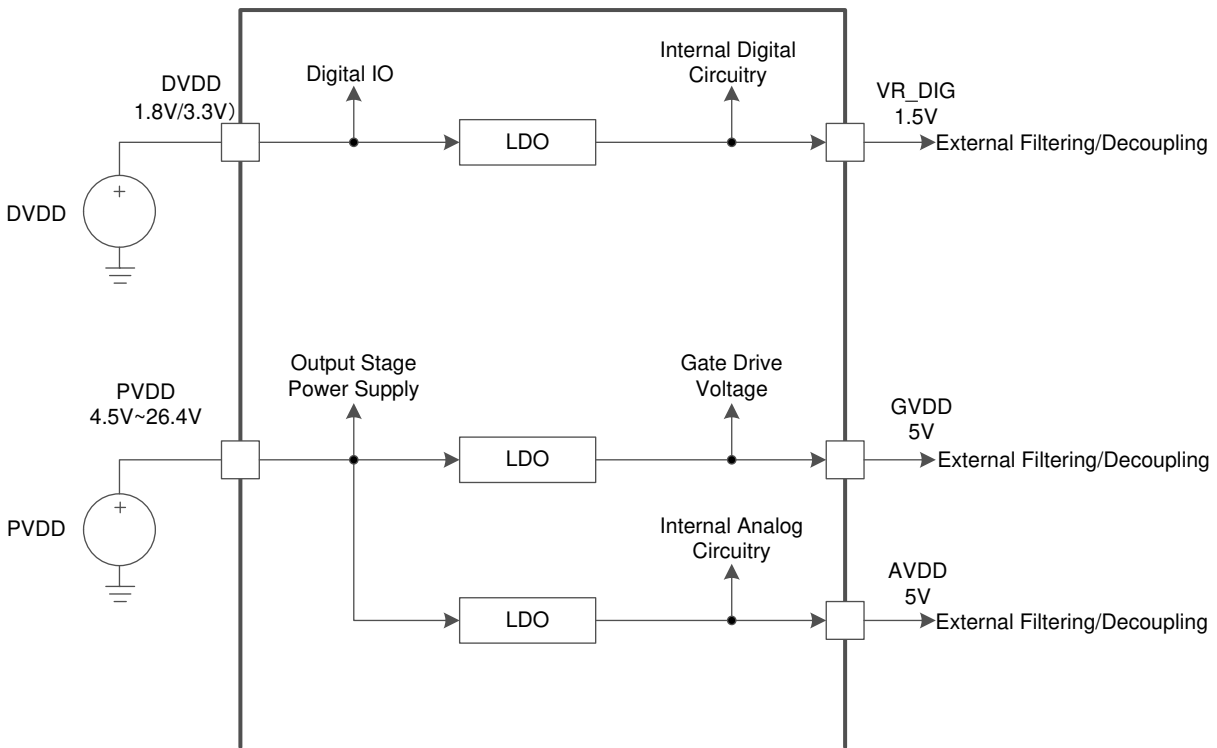 Digital IO
Internal Digital
Circuitry
DVDD
1.8V/3.3V）
VR_DIG
1.5V
LDO
External Filtering/Decoupling
+
DVDD
Output Stage
Power Supply
Gate Drive
Voltage
PVDD
4.5V~26.4V
GVDD
5V
LDO
External Filtering/Decoupling
+
PVDD
Internal Analog
Circuitry
AVDD
5V
LDO
External Filtering/Decoupling